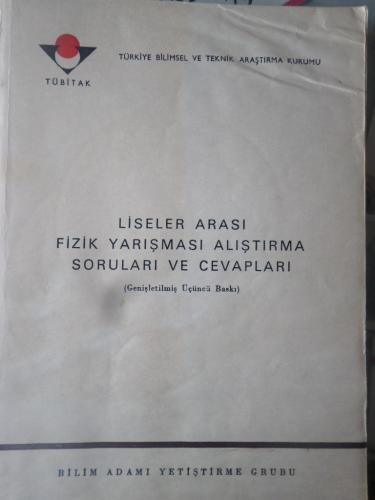 TÜBİTAK
TÜRKİYE BİLİMSEL VE TEKNİK ARAŞTIRMA KURUMU
LİSELER ARASI
FİZİK YARIŞMASI ALIŞTIRMA
SORULARI VE CEVAPLARI
(Genişletilmiş Üçüncü Baskı)
BİLİM ADAMI YETİŞTİRME GRUBU